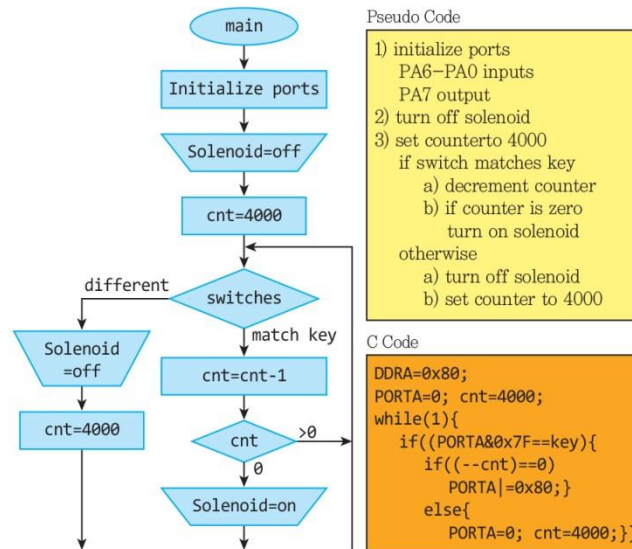 main
Initialize ports
Solenoid=off
cnt=4000
different
switches
match key
Solenoid
=off
cnt=cnt-1
cnt=4000
cnt
>0
0
Solenoid=on
Pseudo Code
1) initialize ports
PA6–PA0 inputs
PA7 output
2) turn off solenoid
3) set counterto 4000
if switch matches key
a) decrement counter
b) if counter is zero
turn on solenoid
otherwise
a) turn off solenoid
b) set counter to 4000
C Code
DDRA=0x80;
PORTA=0; cnt=4000;
while(1){
if((PORTA&0x7F==key){
if((--cnt)==0)
PORTA|=0x80;}
else{
PORTA=0; cnt=4000;}}